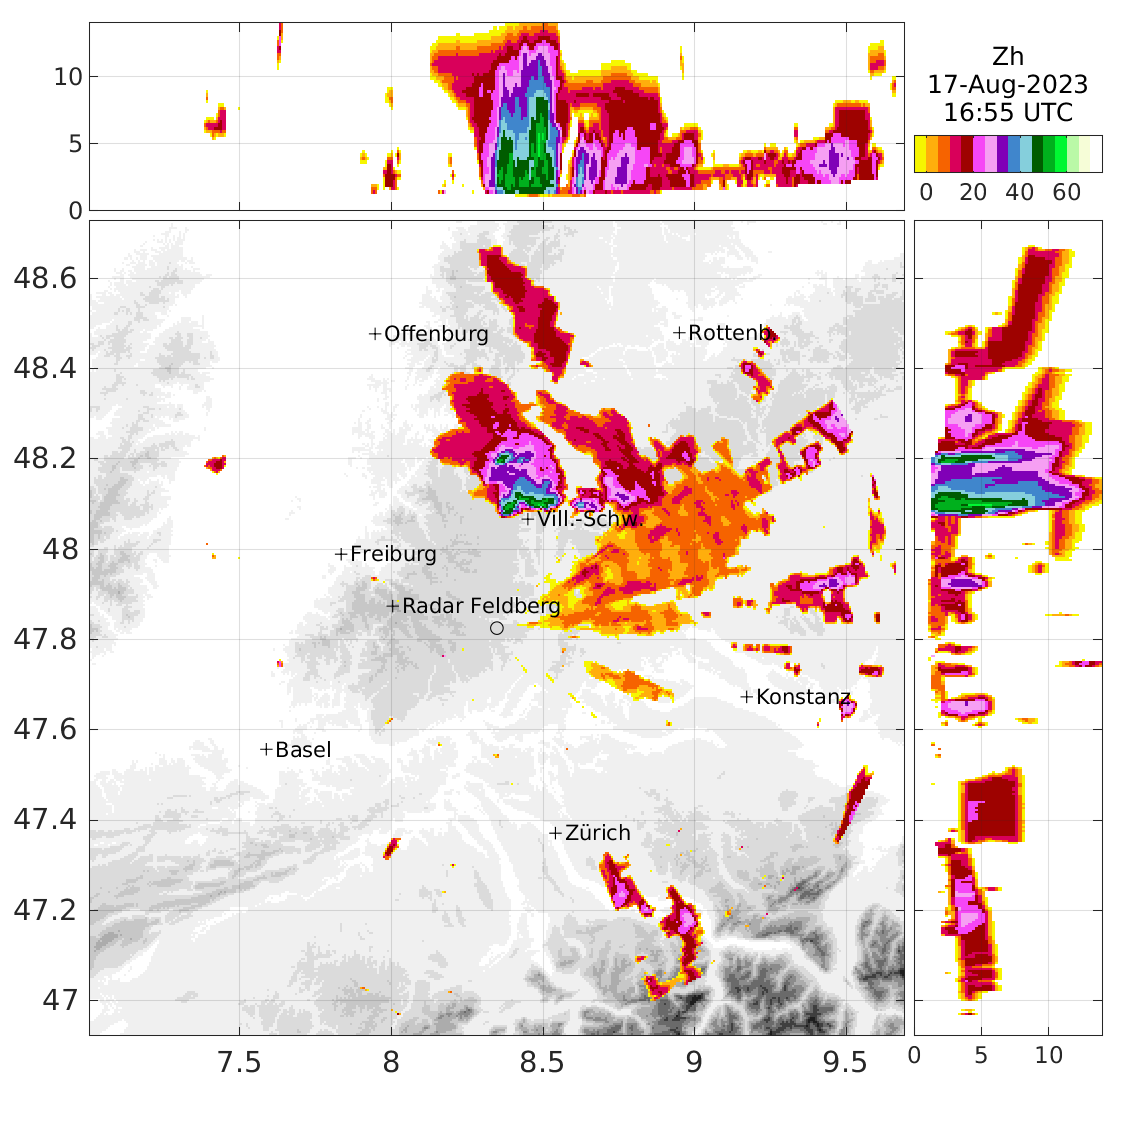 Zh
17-Aug-2023
16:55 UTC
0 20 40 60
10
5
0
48.6
48.4
48.2
48
47.8
47.6
47.4
47.2
47
+Offenburg
+Rottenb.
+Vill.-Schw.
+Freiburg
+Radar Feldberg
+Konstanz
+Basel
+Zürich
7.5 8 8.5 9 9.5
0 5 10